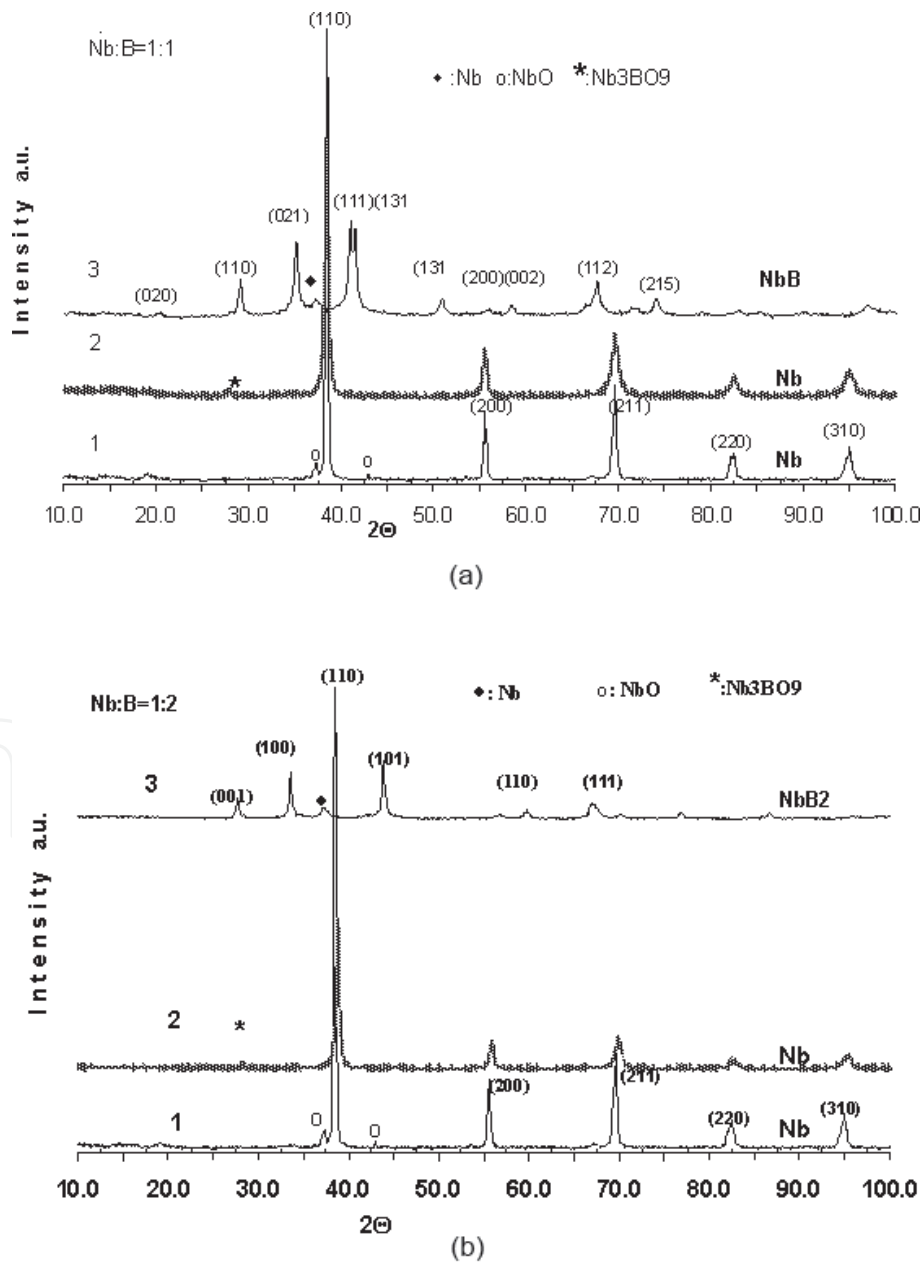 (110)
Nb:B=1:1
♦ :Nb o:NbO *:Nb3BO9
Intensity a.u.
(111)(131
(021)
(110)
3
(020)
(131
(200)(002)
(112)
(215)
NbB
2
*
Nb
(200)
(211)
1
o
o
(220)
Nb
(310)
10.0 20.0 30.0 40.0 50.0 60.0 70.0 80.0 90.0 100.0
2Θ
(a)
(110)
Nb:B=1:2
♦: Nb o: NbO *:Nb3BO9
Intensity a.u.
3
(001)
(100)
(101)
(110)
(111)
NbB2
2
*
Nb
(200)
(211)
1
o
o
(220)
Nb
(310)
10.0 20.0 30.0 40.0 50.0 60.0 70.0 80.0 90.0 100.0
2Θ
(b)